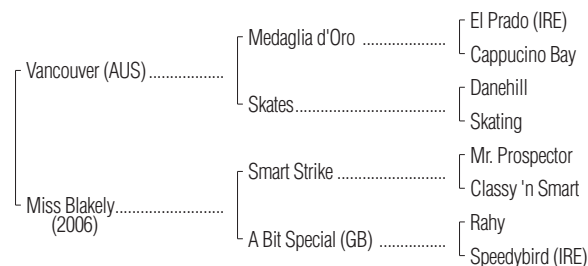 El Prado (IRE)
Medaglia d'Oro ....................
Cappucino Bay
Vancouver (AUS)..................
Danehill
Skates....................................
Skating
Mr. Prospector
Smart Strike ..........................
Classy 'n Smart
Miss Blakely..........................
(2006)
Rahy
A Bit Special (GB) ................
Speedybird (IRE)